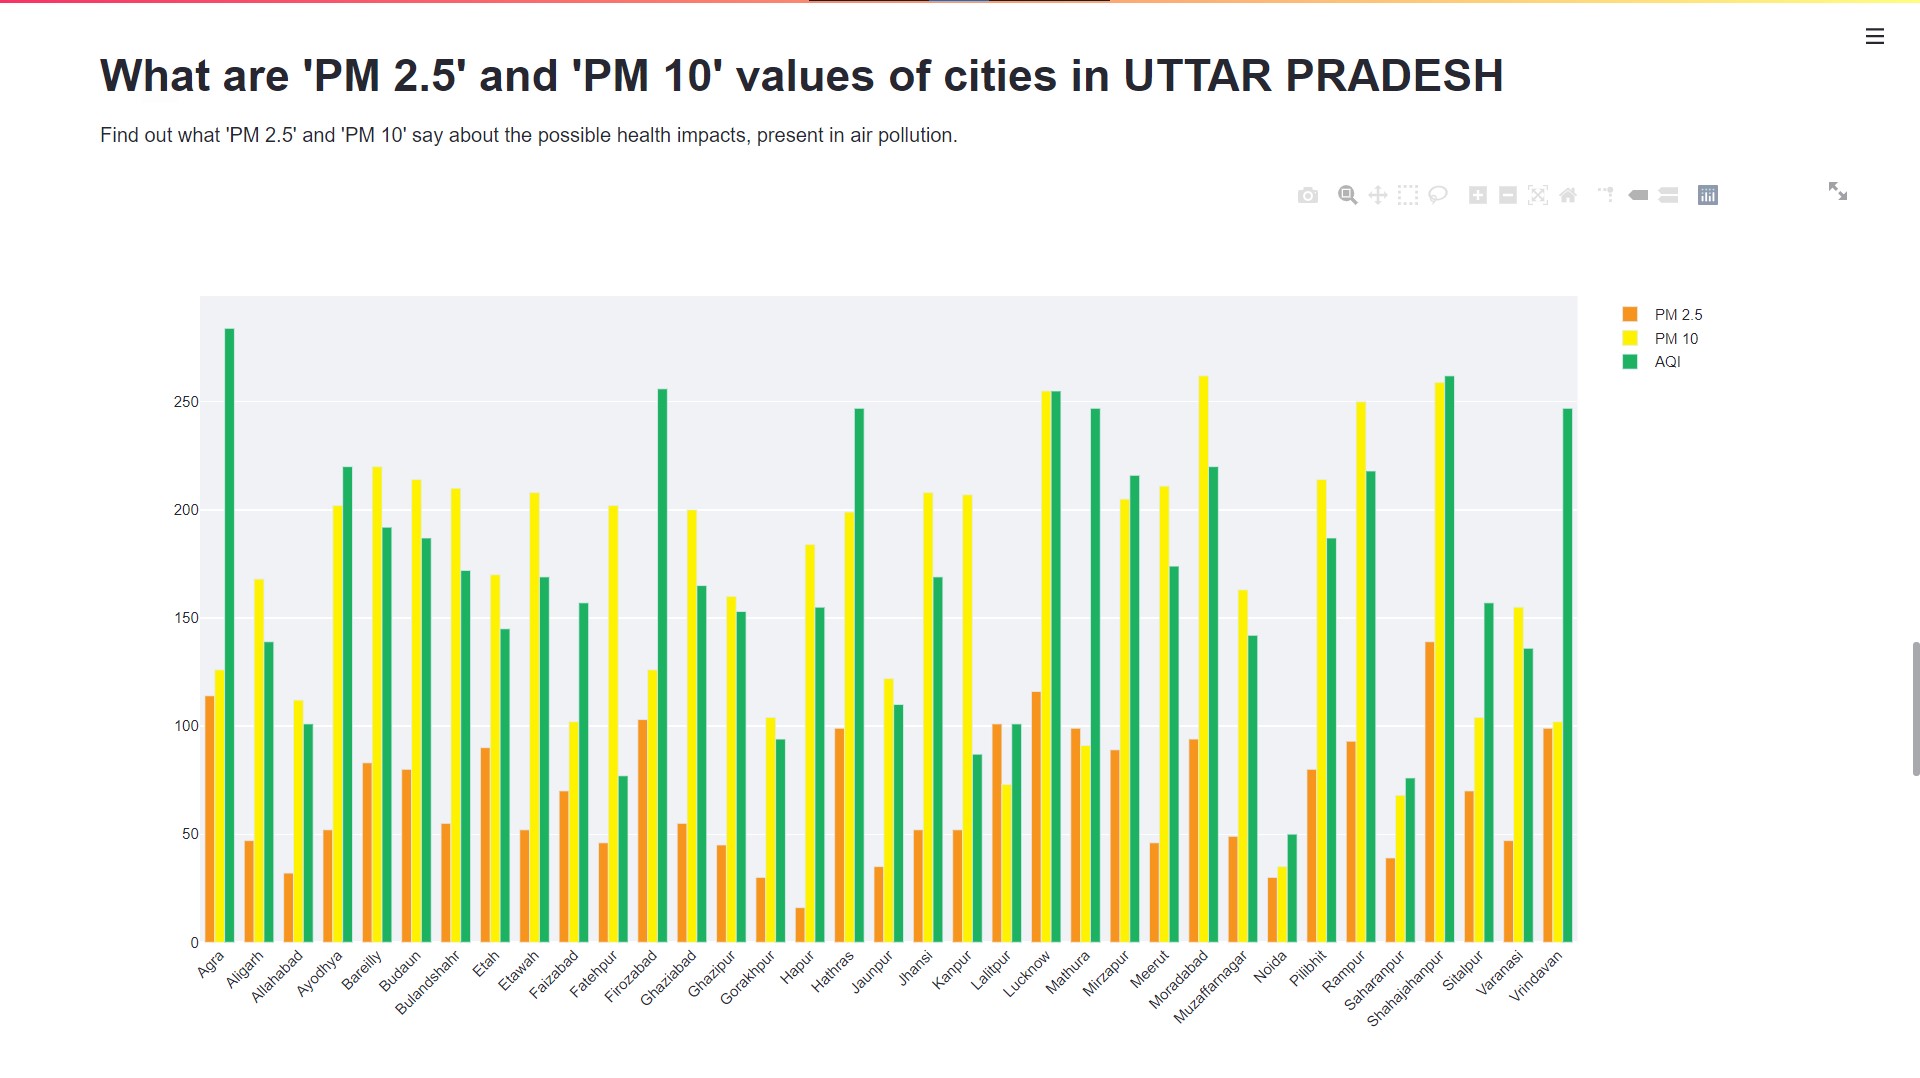 What are 'PM 2.5' and 'PM 10' values of cities in UTTAR PRADESH
Find out what 'PM 2.5' and 'PM 10' say about the possible health impacts, present in air pollution.
PM 2.5
PM 10
AQI
250
200
150
100
50
0
Agra
Aligarh
Allahabad
Ayodhya
Bareilly
Budaun
Bulandshahr
Etah
Etawah
Faizabad
Fatehpur
Firozabad
Ghaziabad
Ghazipur
Gorakhpur
Hapur
Hathras
Jaunpur
Jhansi
Kanpur
Lalitpur
Lucknow
Mathura
Mirzapur
Meerut
Moradabad
Muzaffarnagar
Noida
Pilibhit
Rampur
Saharanpur
Shahajahanpur
Sitalpur
Varanasi
Vrindavan